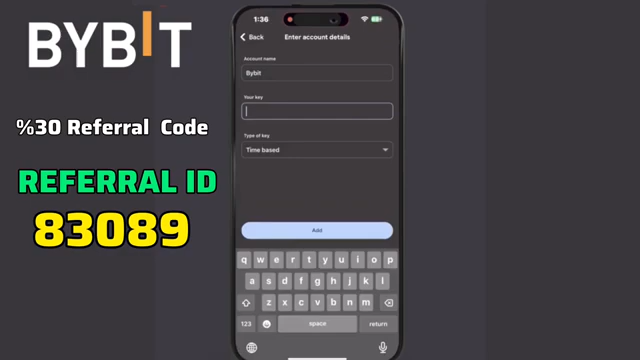 BYBIT
%30 Referral Code
REFERRAL ID
83089
1:36
Back
Enter account details
Account name
Bybit
Your key
Type of key
Time based
Add
q w e r t y u i o p
a s d f g h j k l
z x c v b n m
123 space return